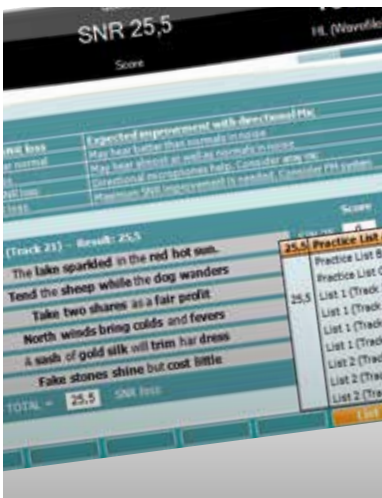 SNR 25,5
HL (Wavefile
Score
SNR loss
Expected improvement with directional Mic
normal
May hear better than normals in noise
May hear almost as well as normals in noise
Directional microphones help. Consider array mic
Maximum SNR improvement is needed. Consider FM system
(Track 21) - Result: 25,5
Score
The lake sparkled in the red hot sun.
Tend the sheep while the dog wanders
Take two shares as a fair profit
North winds bring colds and fevers
A sash of gold silk will trim her dress
Fake stones shine but cost little
TOTAL = 25,5 SNR loss
25,5 Practice List
Practice List B
Practice List C
25,5 List 1 (Track
List 1 (Track
List 1 (Track
List 2 (Track
List 2 (Trac
List 2 (Tra
List